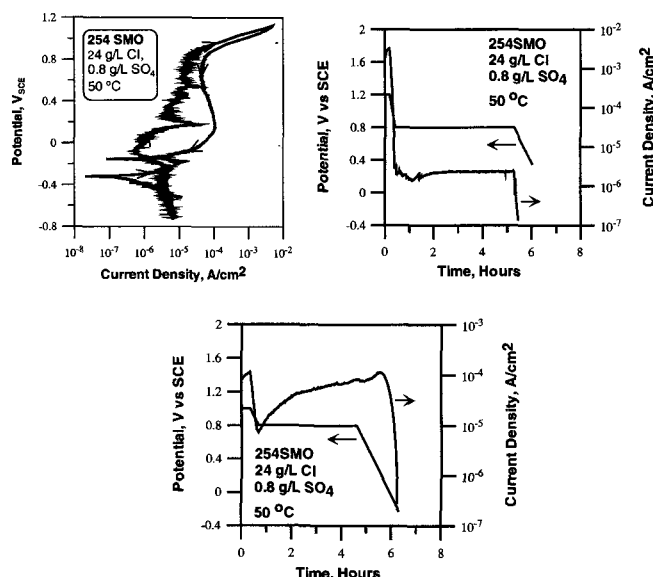 1.2
0.8
0.4
0
-0.4
-0.8
Potential, V_SCE
254 SMO
24 g/L Cl,
0.8 g/L SO₄
50 °C
10⁻⁸ 10⁻⁷ 10⁻⁶ 10⁻⁵ 10⁻⁴ 10⁻³ 10⁻²
Current Density, A/cm²
2
1.6
1.2
0.8
0.4
0
-0.4
Potential, V vs SCE
254SMO
24 g/L Cl
0.8 g/L SO₄
50 °C
10⁻²
10⁻³
10⁻⁴
10⁻⁵
10⁻⁶
10⁻⁷
Current Density, A/cm²
0 2 4 6 8
Time, Hours
2
1.6
1.2
0.8
0.4
0
-0.4
Potential, V vs SCE
254SMO
24 g/L Cl
0.8 g/L SO₄
50 °C
10⁻³
10⁻⁴
10⁻⁵
10⁻⁶
10⁻⁷
Current Density, A/cm²
0 2 4 6 8
Time, Hours